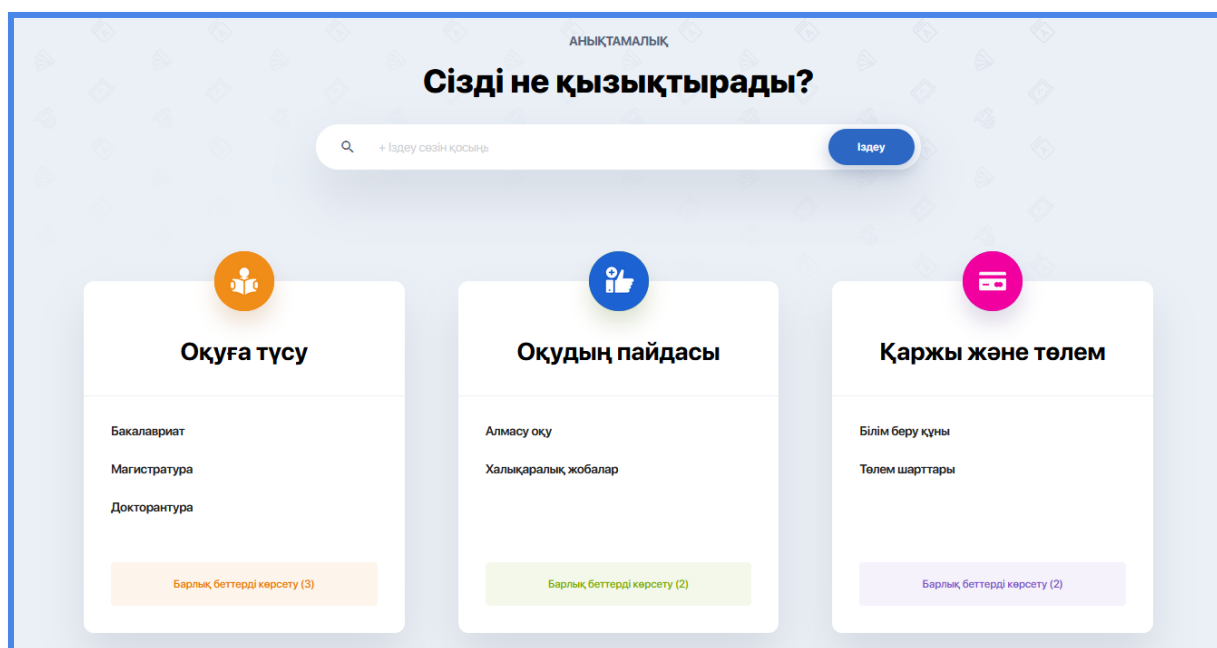 АНЫҚТАМАЛЫҚ
Сізді не қызықтырады?
+ Іздеу сөзін қосыңь
Іздеу
Оқуға түсу
Бакалавриат
Магистратура
Докторантура
Барлық беттерді көрсету (3)
Оқудың пайдасы
Алмасу оқу
Халықаралық жобалар
Барлық беттерді көрсету (2)
Қаржы және төлем
Білім беру құны
Төлем шарттары
Барлық беттерді көрсету (2)